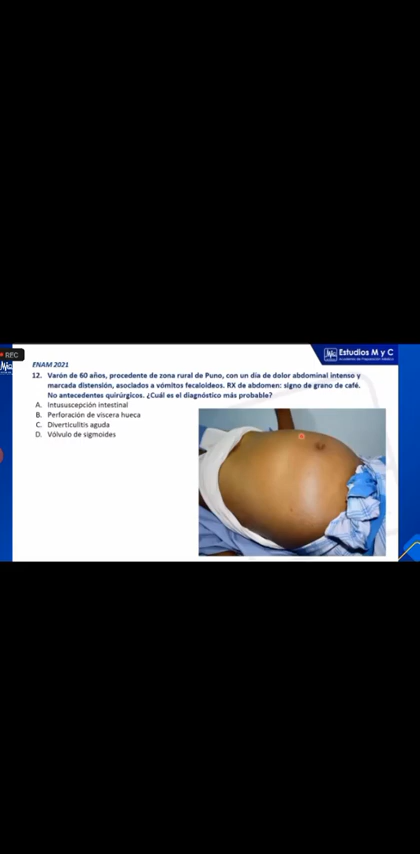 REC
Estudios M y C
ENAM 2021
12. Varón de 60 años, procedente de zona rural de Puno, con un día de dolor abdominal intenso y
marcada distensión, asociados a vómitos fecaloideos. RX de abdomen: signo de grano de café.
No antecedentes quirúrgicos. ¿Cuál es el diagnóstico más probable?
A. Intususcepción intestinal
B. Perforación de víscera hueca
C. Diverticulitis aguda
D. Vólvulo de sigmoides